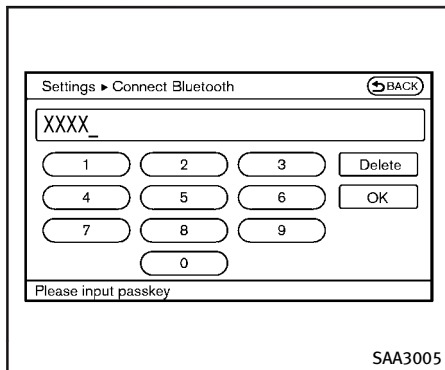 Settings ▸ Connect Bluetooth
BACK
XXXX_
1 2 3 Delete
4 5 6 OK
7 8 9
0
Please input passkey
SAA3005